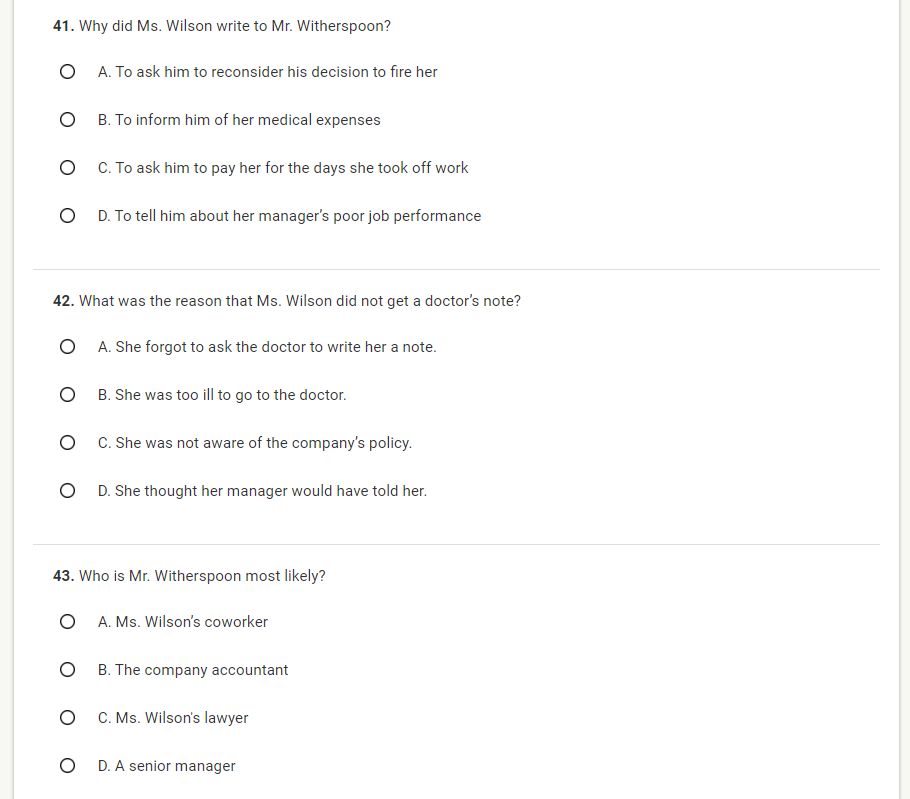 41. Why did Ms. Wilson write to Mr. Witherspoon?
A. To ask him to reconsider his decision to fire her
B. To inform him of her medical expenses
C. To ask him to pay her for the days she took off work
D. To tell him about her manager's poor job performance
42. What was the reason that Ms. Wilson did not get a doctor's note?
A. She forgot to ask the doctor to write her a note.
B. She was too ill to go to the doctor.
C. She was not aware of the company's policy.
D. She thought her manager would have told her.
43. Who is Mr. Witherspoon most likely?
A. Ms. Wilson's coworker
B. The company accountant
C. Ms. Wilson's lawyer
D. A senior manager